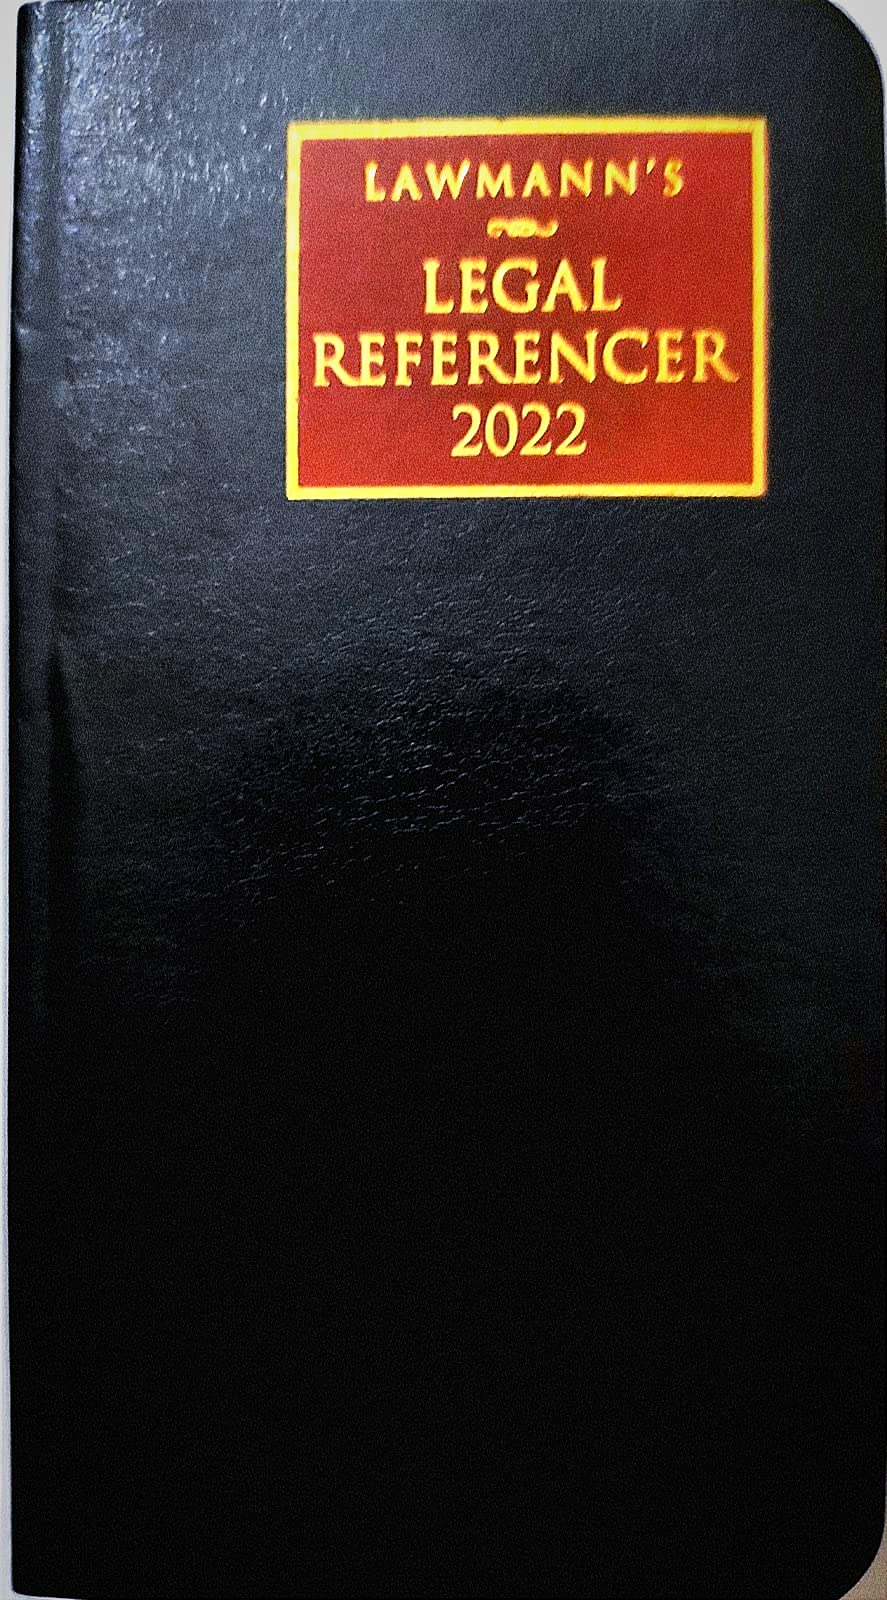 LAWMANN'S
LEGAL
REFERENCER
2022